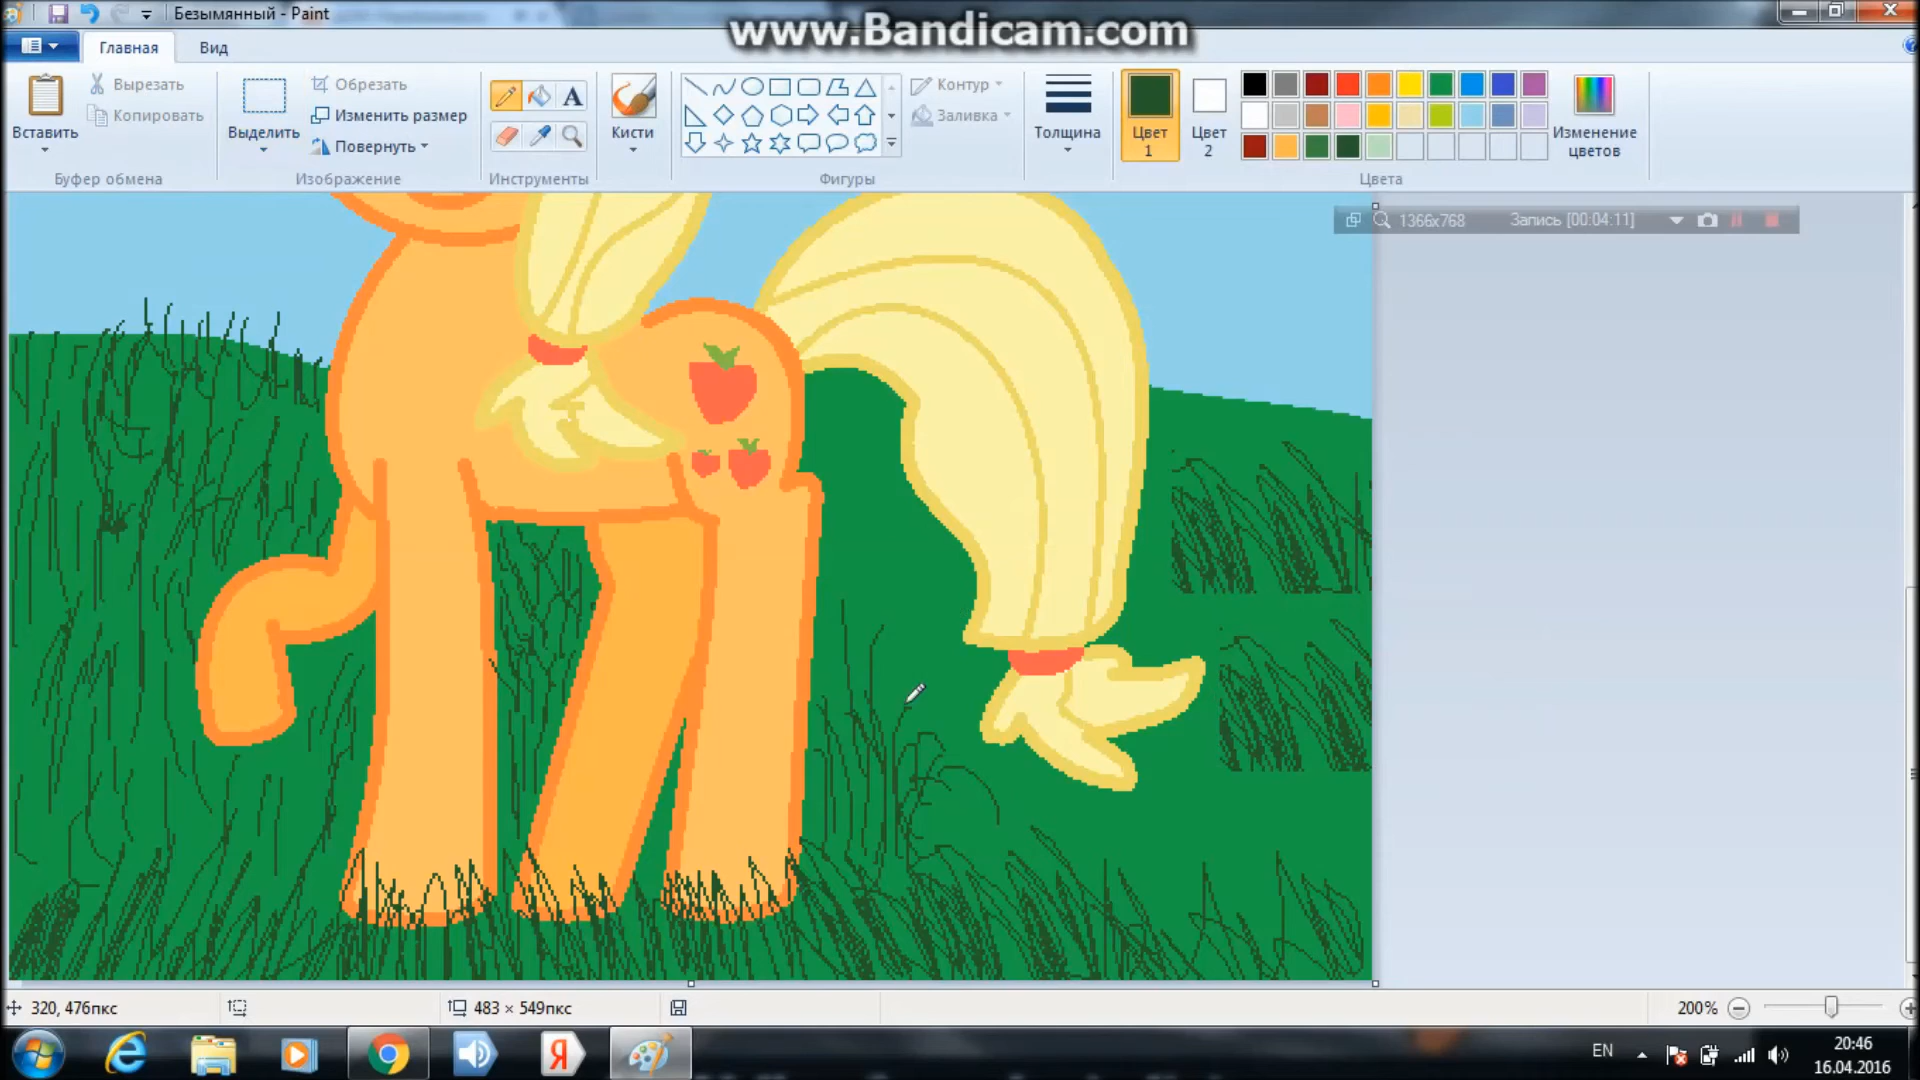 Безымянный - Paint
www.Bandicam.com
Главная
Вид
Вставить
Вырезать
Копировать
Буфер обмена
Выделить
Обрезать
Изменить размер
Повернуть
Изображение
A
Инструменты
Кисти
Контур
Заливка
Фигуры
Толщина
Цвет
1
Цвет
2
Изменение
цветов
Цвета
1366x768
Запись [00:04:11]
320, 476пкс
483 × 549пкс
200%
Я
EN
20:46
16.04.2016